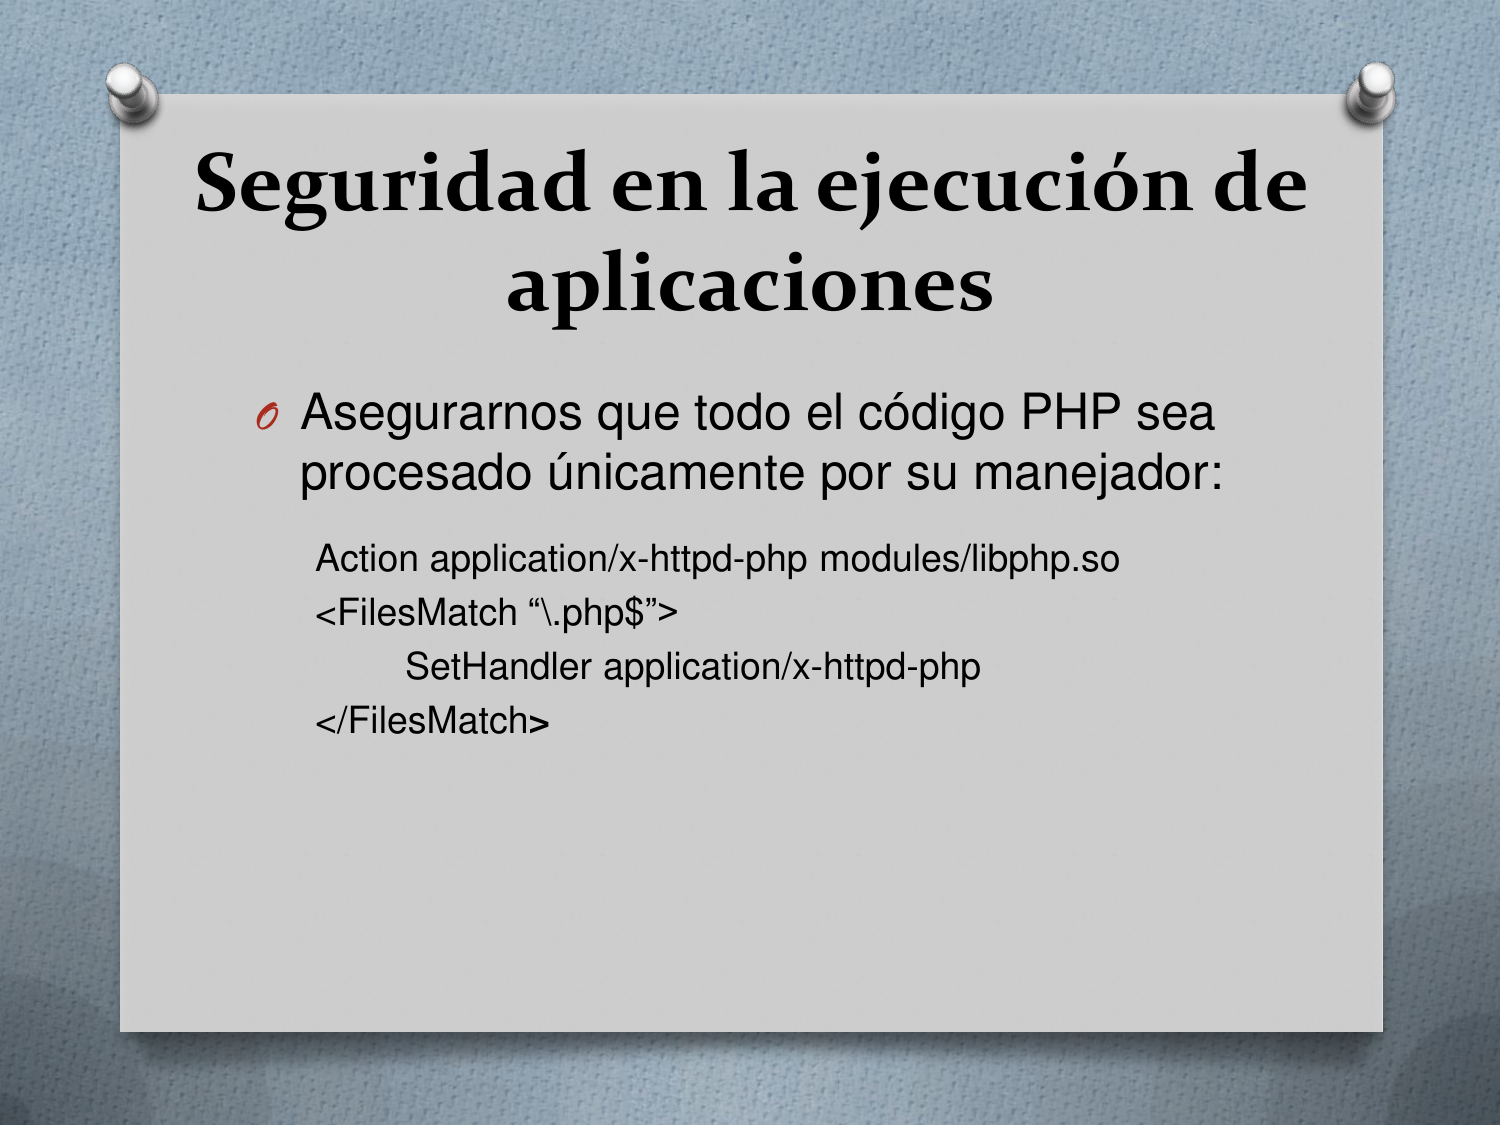 Seguridad en la ejecución de
aplicaciones
Asegurarnos que todo el código PHP sea
procesado únicamente por su manejador:
Action application/x-httpd-php modules/libphp.so
<FilesMatch “\.php$”>
SetHandler application/x-httpd-php
</FilesMatch>